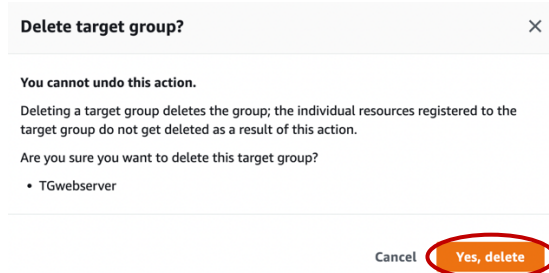 Delete target group?
You cannot undo this action.
Deleting a target group deletes the group; the individual resources registered to the
target group do not get deleted as a result of this action.
Are you sure you want to delete this target group?
• TGwebserver
Cancel Yes, delete